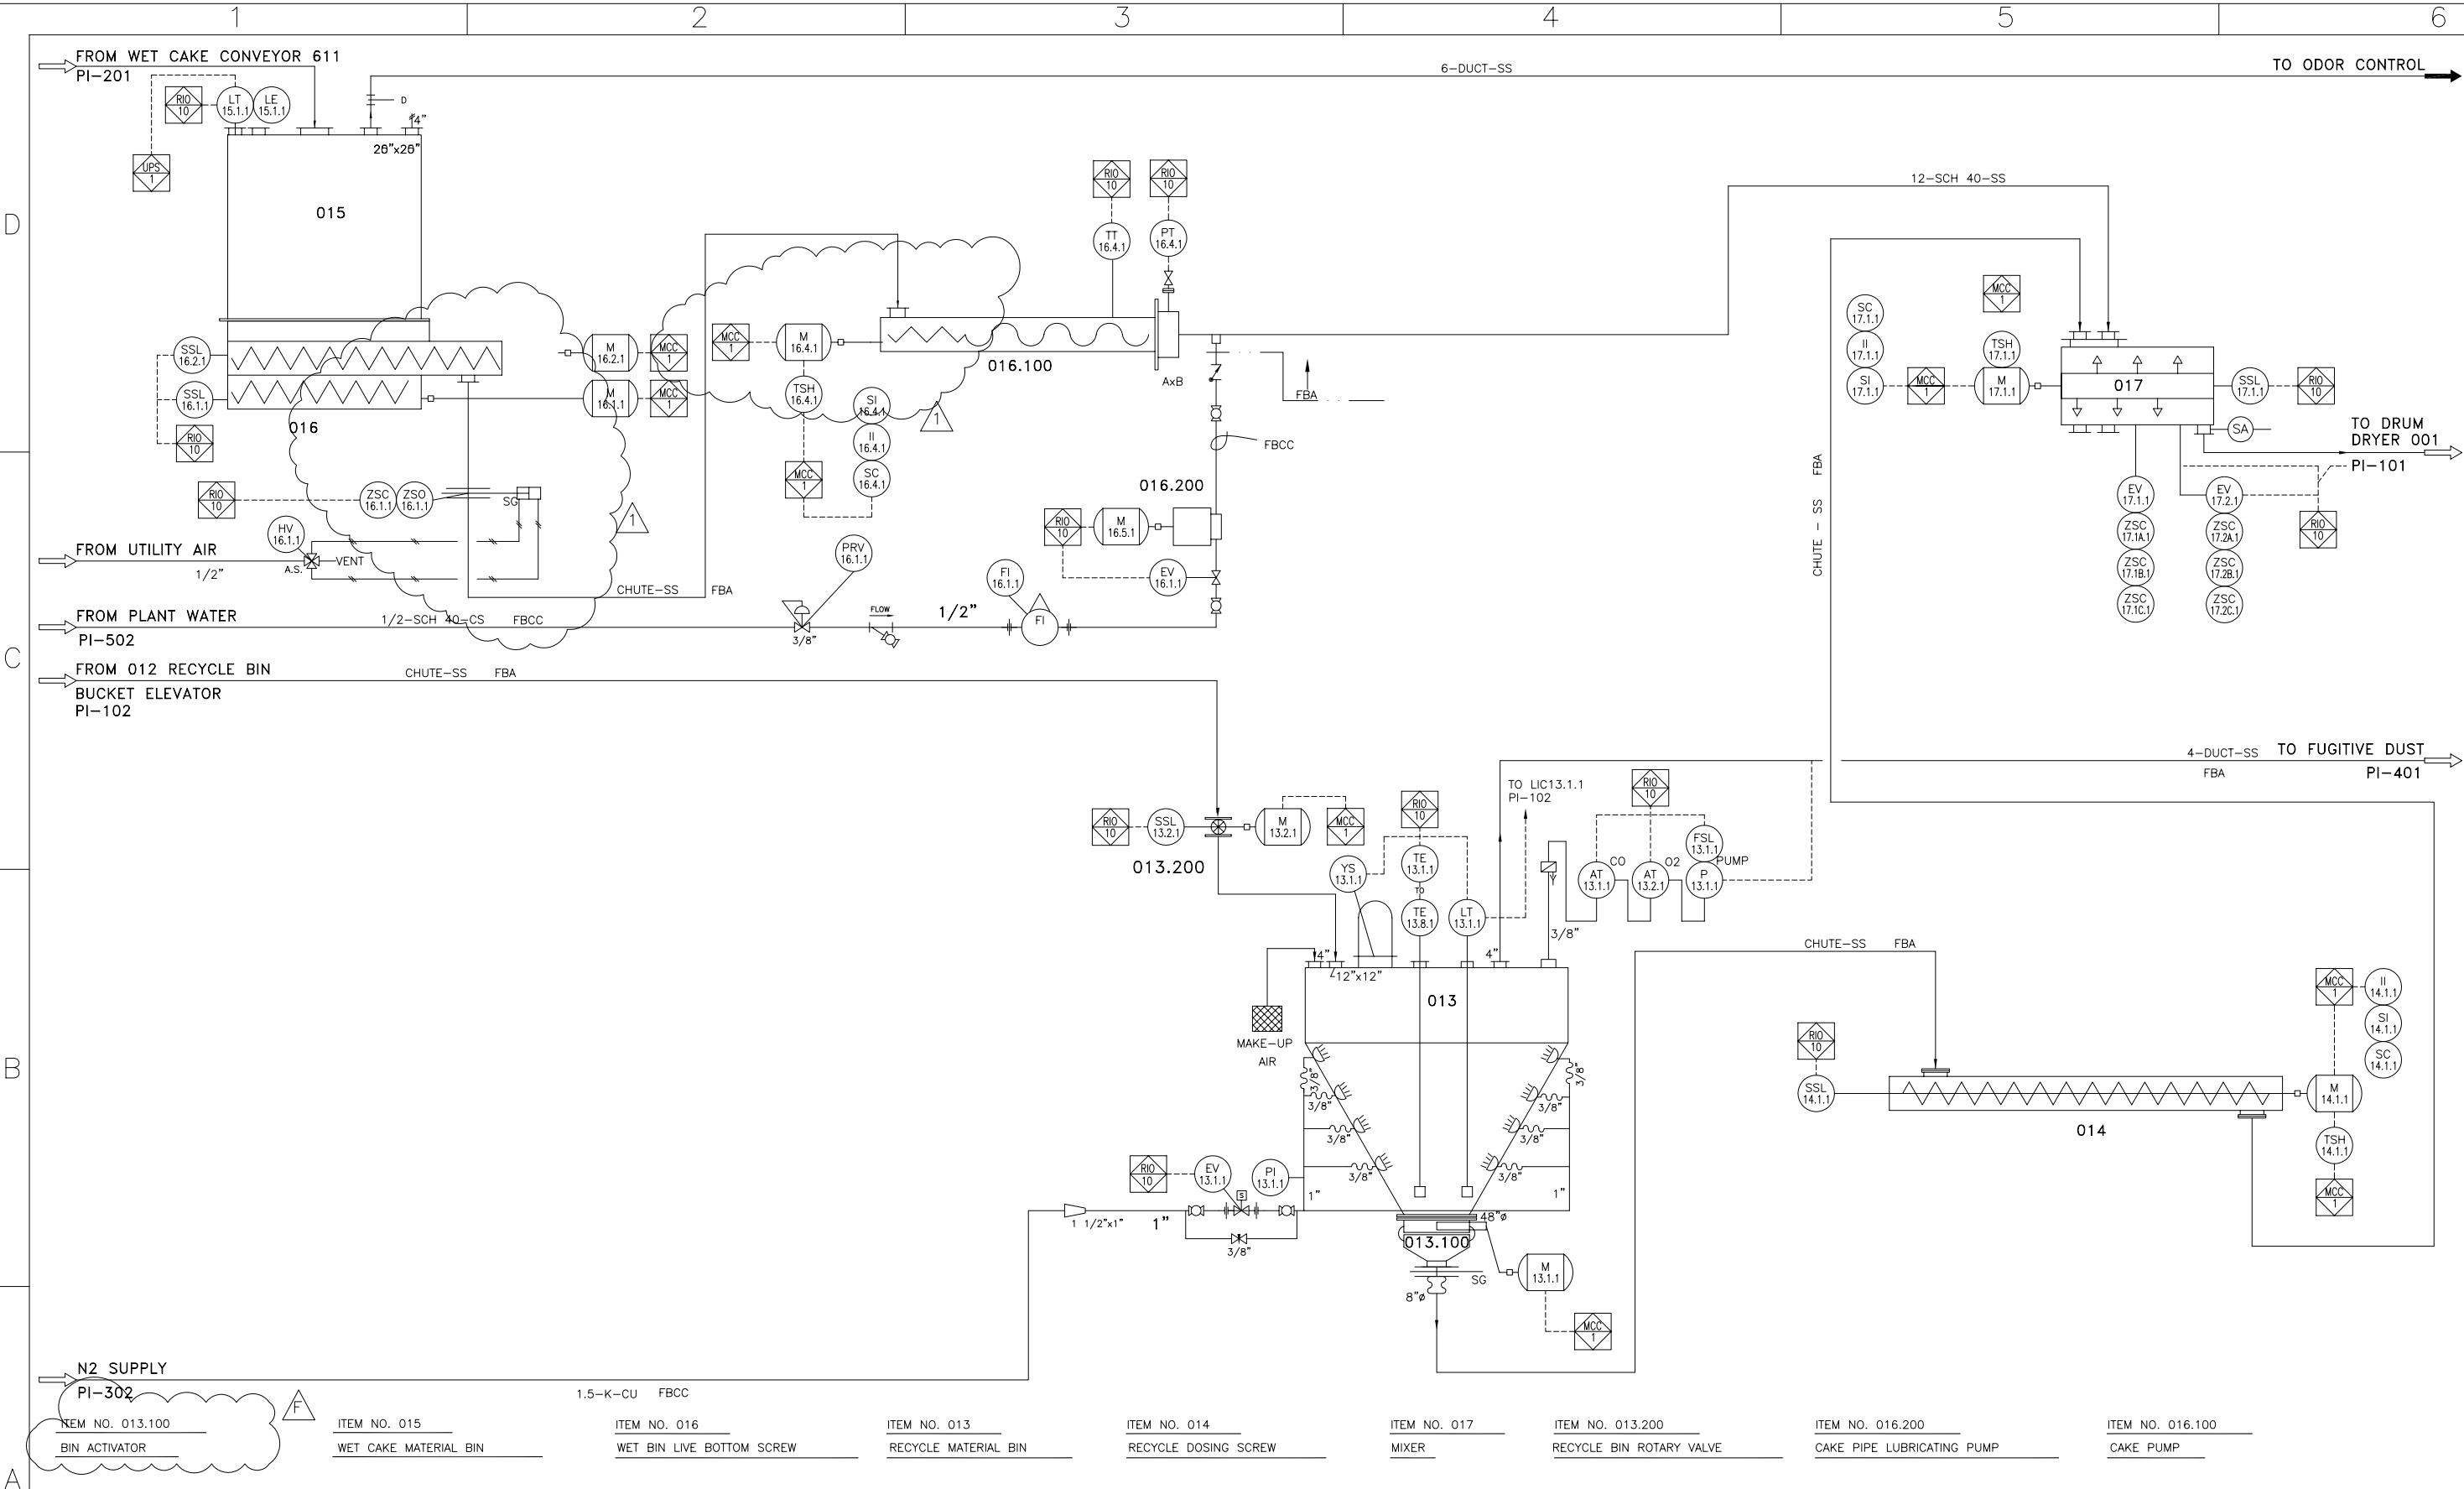 1
2
3
4
5
6
D
C
B
A
FROM WET CAKE CONVEYOR 611
PI-201
RIO
10
LT
15.1.1
LE
15.1.1
D
4"
26"x26"
UPS
1
015
6-DUCT-SS
TO ODOR CONTROL
SSL
16.2.1
SSL
16.1.1
RIO
10
016
M
16.2.1
MCC
1
M
16.1.1
MCC
1
RIO
10
ZSC
16.1.1
ZSO
16.1.1
SG
1
HV
16.1.1
FROM UTILITY AIR
1/2"
A.S.
VENT
CHUTE-SS FBA
FROM PLANT WATER
PI-502
1/2-SCH 40-CS FBCC
PRV
16.1.1
3/8"
FLOW
1/2"
FI
16.1.1
FI
MCC
1
M
16.4.1
TSH
16.4.1
SI
16.4.1
II
16.4.1
SC
16.4.1
MCC
1
1
016.100
RIO
10
TT
16.4.1
RIO
10
PT
16.4.1
AxB
FBA
FBCC
016.200
RIO
10
M
16.5.1
EV
16.1.1
12-SCH 40-SS
SC
17.1.1
II
17.1.1
SI
17.1.1
MCC
1
MCC
1
TSH
17.1.1
M
17.1.1
017
SSL
17.1.1
RIO
10
SA
TO DRUM
DRYER 001
PI-101
EV
17.1.1
ZSC
17.1A.1
ZSC
17.1B.1
ZSC
17.1C.1
EV
17.2.1
ZSC
17.2A.1
ZSC
17.2B.1
ZSC
17.2C.1
RIO
10
CHUTE - SS FBA
FROM 012 RECYCLE BIN
BUCKET ELEVATOR
PI-102
CHUTE-SS FBA
4-DUCT-SS
FBA
TO FUGITIVE DUST
PI-401
RIO
10
SSL
13.2.1
M
13.2.1
MCC
1
013.200
RIO
10
YS
13.1.1
TE
13.1.1
TO
TE
13.8.1
LT
13.1.1
TO LIC13.1.1
PI-102
RIO
10
CO
AT
13.1.1
O2
AT
13.2.1
FSL
13.1.1
PUMP
P
13.1.1
3/8"
4"
12"x12"
4"
013
MAKE-UP
AIR
3/8"
3/8"
3/8"
3/8"
3/8"
3/8"
3/8"
3/8"
1"
1"
RIO
10
EV
13.1.1
S
PI
13.1.1
1 1/2"x1"
1"
3/8"
48"ø
013.100
SG
8"ø
M
13.1.1
MCC
1
CHUTE-SS FBA
RIO
10
SSL
14.1.1
014
MCC
1
II
14.1.1
SI
14.1.1
SC
14.1.1
M
14.1.1
TSH
14.1.1
MCC
1
N2 SUPPLY
PI-302
1.5-K-CU FBCC
F
ITEM NO. 013.100
BIN ACTIVATOR
ITEM NO. 015
WET CAKE MATERIAL BIN
ITEM NO. 016
WET BIN LIVE BOTTOM SCREW
ITEM NO. 013
RECYCLE MATERIAL BIN
ITEM NO. 014
RECYCLE DOSING SCREW
ITEM NO. 017
MIXER
ITEM NO. 013.200
RECYCLE BIN ROTARY VALVE
ITEM NO. 016.200
CAKE PIPE LUBRICATING PUMP
ITEM NO. 016.100
CAKE PUMP